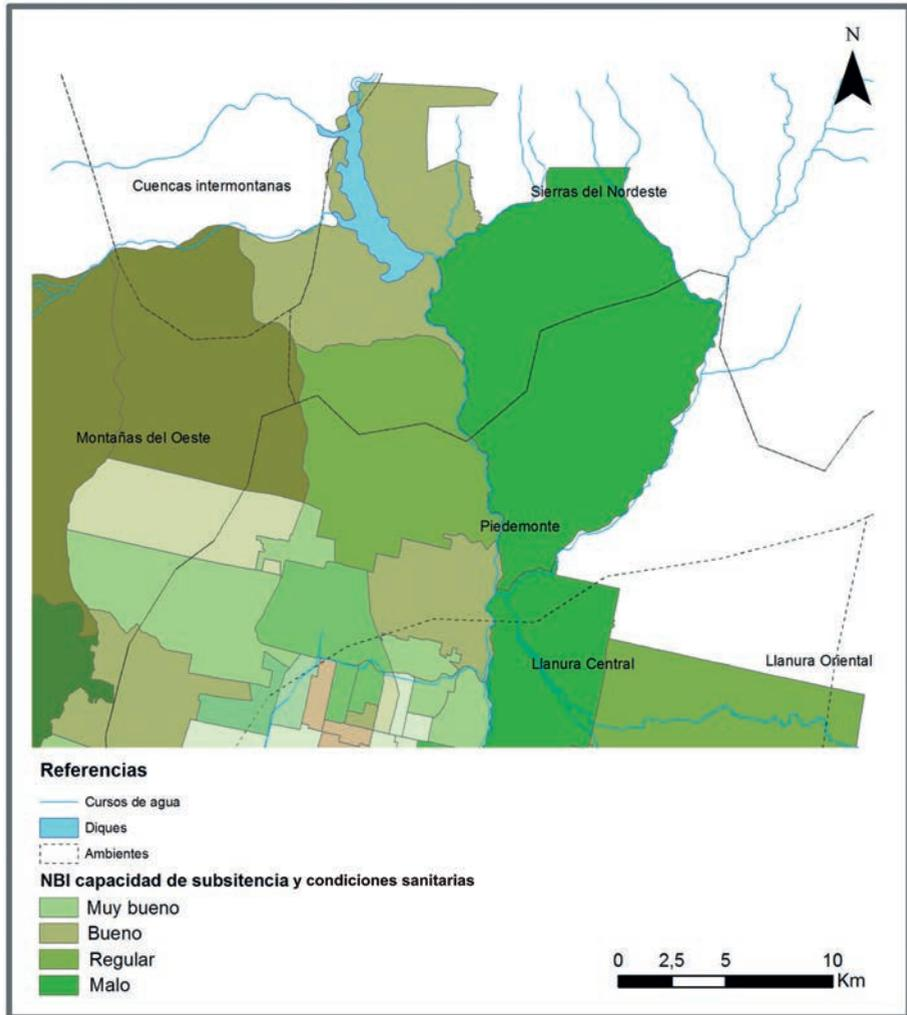 N
Cuencas intermontanas
Sierras del Nordeste
Montañas del Oeste
Piedemonte
Llanura Central
Llanura Oriental
Referencias
Cursos de agua
Diques
Ambientes
NBI capacidad de subsitencia y condiciones sanitarias
Muy bueno
Bueno
Regular
Malo
0 2,5 5 10
Km